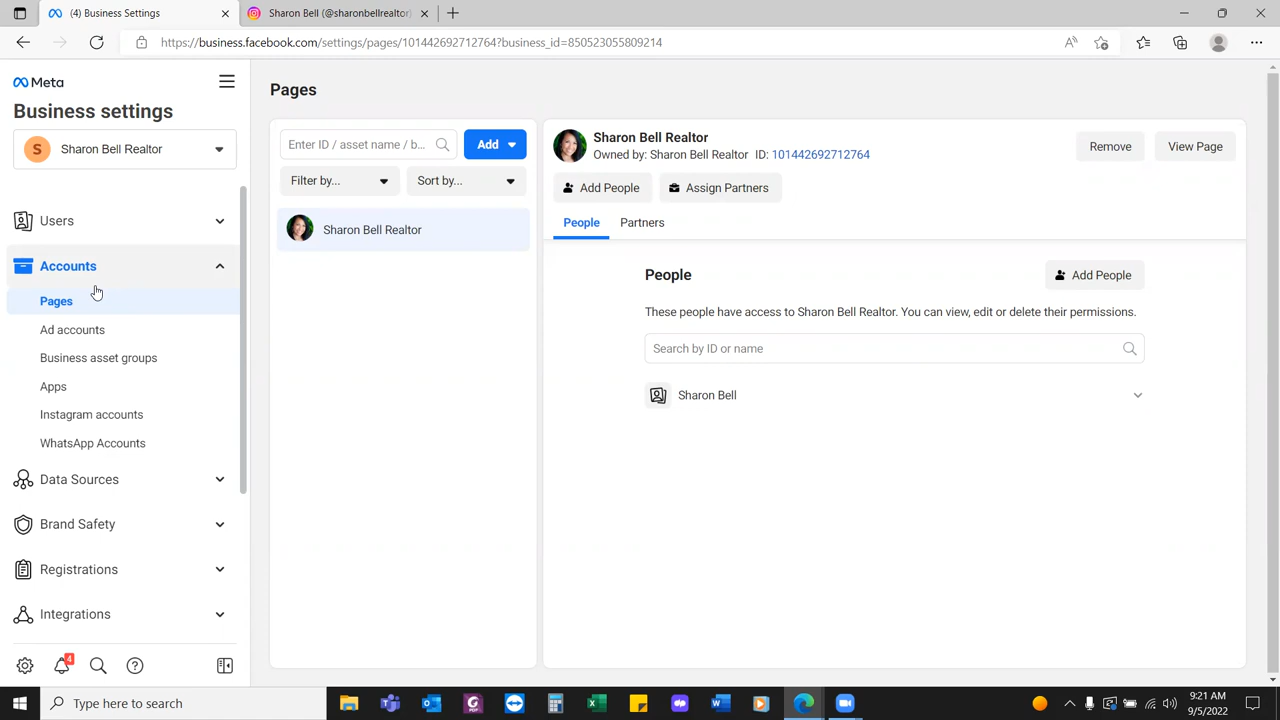 (4) Business Settings
Sharon Bell (@sharonbellrealtor)
https://business.facebook.com/settings/pages/101442692712764?business_id=850523055809214
Meta
Business settings
S Sharon Bell Realtor
Users
Accounts
Pages
Ad accounts
Business asset groups
Apps
Instagram accounts
WhatsApp Accounts
Data Sources
Brand Safety
Registrations
Integrations
4
Pages
Enter ID / asset name / b...
Add
Filter by...
Sort by...
Sharon Bell Realtor
Sharon Bell Realtor
Owned by: Sharon Bell Realtor ID: 101442692712764
Remove
View Page
Add People
Assign Partners
People
Partners
People
Add People
These people have access to Sharon Bell Realtor. You can view, edit or delete their permissions.
Search by ID or name
Sharon Bell
Type here to search
9:21 AM
9/5/2022